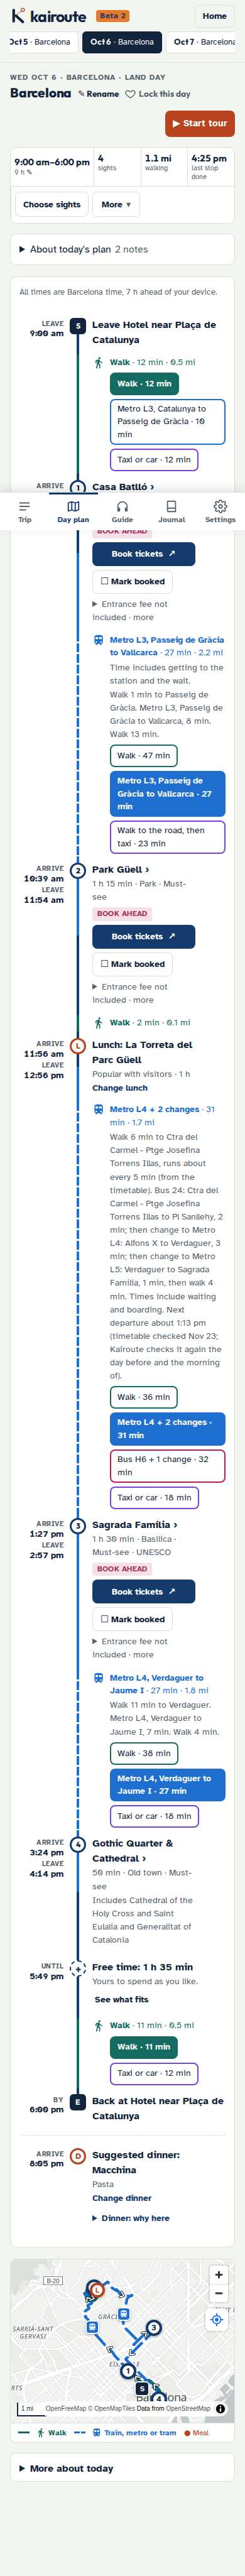 kairoute Beta 2 Home
Oct 5 · Barcelona Oct 6 · Barcelona Oct 7 · Barcelona
WED OCT 6 · BARCELONA · LAND DAY
Barcelona ✎ Rename ♡ Lock this day
▶ Start tour
9:00 am–6:00 pm 4 1.1 mi 4:25 pm
9 h ✎ sights walking last stop
done
Choose sights More ▾
▶ About today's plan 2 notes
All times are Barcelona time, 7 h ahead of your device.
LEAVE S Leave Hotel near Plaça de
9:00 am Catalunya
Walk · 12 min · 0.5 mi
Walk · 12 min
Metro L3, Catalunya to
Passeig de Gràcia · 10
min
Taxi or car · 12 min
ARRIVE 1 Casa Batlló ›
Trip Day plan Guide Journal Settings
BOOK AHEAD
Book tickets ↗
☐ Mark booked
▶ Entrance fee not
included · more
Metro L3, Passeig de Gràcia
to Vallcarca · 27 min · 2.2 mi
Time includes getting to the
station and the wait.
Walk 1 min to Passeig de
Gràcia. Metro L3, Passeig de
Gràcia to Vallcarca, 8 min.
Walk 13 min.
Walk · 47 min
Metro L3, Passeig de
Gràcia to Vallcarca · 27
min
Walk to the road, then
taxi · 23 min
ARRIVE 2 Park Güell ›
10:39 am 1 h 15 min · Park · Must-
LEAVE see
11:54 am
BOOK AHEAD
Book tickets ↗
☐ Mark booked
▶ Entrance fee not
included · more
Walk · 2 min · 0.1 mi
ARRIVE L Lunch: La Torreta del
11:56 am Parc Güell
LEAVE Popular with visitors · 1 h
12:56 pm Change lunch
Metro L4 + 2 changes · 31
min · 1.7 mi
Walk 6 min to Ctra del
Carmel - Ptge Josefina
Torrens Illas, runs about
every 5 min (from the
timetable). Bus 24: Ctra del
Carmel - Ptge Josefina
Torrens Illas to Pl Sanllehy, 2
min; then change to Metro
L4: Alfons X to Verdaguer, 3
min; then change to Metro
L5: Verdaguer to Sagrada
Família, 1 min, then walk 4
min. Times include waiting
and boarding. Next
departure about 1:13 pm
(timetable checked Nov 23;
Kairoute checks it again the
day before and the morning
of).
Walk · 36 min
Metro L4 + 2 changes ·
31 min
Bus H6 + 1 change · 32
min
Taxi or car · 18 min
ARRIVE 3 Sagrada Família ›
1:27 pm 1 h 30 min · Basilica ·
LEAVE Must-see · UNESCO
2:57 pm
BOOK AHEAD
Book tickets ↗
☐ Mark booked
▶ Entrance fee not
included · more
Metro L4, Verdaguer to
Jaume I · 27 min · 1.8 mi
Walk 11 min to Verdaguer.
Metro L4, Verdaguer to
Jaume I, 7 min. Walk 4 min.
Walk · 38 min
Metro L4, Verdaguer to
Jaume I · 27 min
Taxi or car · 18 min
ARRIVE 4 Gothic Quarter &
3:24 pm Cathedral ›
LEAVE 50 min · Old town · Must-
4:14 pm see
Includes Cathedral of the
Holy Cross and Saint
Eulalia and Generalitat of
Catalonia
UNTIL + Free time: 1 h 35 min
5:49 pm Yours to spend as you like.
See what fits
Walk · 11 min · 0.5 mi
Walk · 11 min
Taxi or car · 12 min
BY E Back at Hotel near Plaça de
6:00 pm Catalunya
ARRIVE D Suggested dinner:
8:05 pm Macchina
Pasta
Change dinner
▶ Dinner: why here
B-20
SARRIÀ-SANT
GERVASI
L
3
1
S
4
1 mi OpenFreeMap © OpenMapTiles Data from OpenStreetMap
Walk Train, metro or tram Meal
▶ More about today